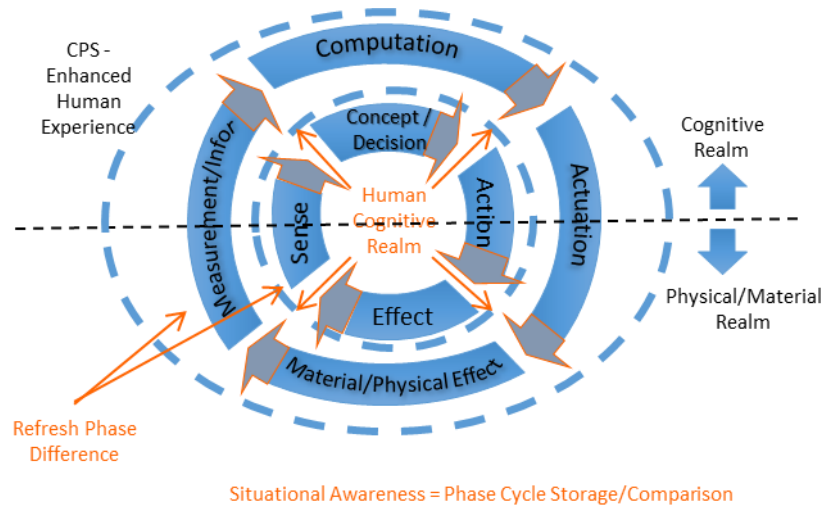 CPS -
Enhanced
Human
Experience
Computation
Concept /
Decision
Cognitive
Realm
Measurement/Infor
Sense
Human
Cognitive
Realm
Action
Actuation
Physical/Material
Realm
Effect
Material/Physical Effect
Refresh Phase
Difference
Situational Awareness = Phase Cycle Storage/Comparison